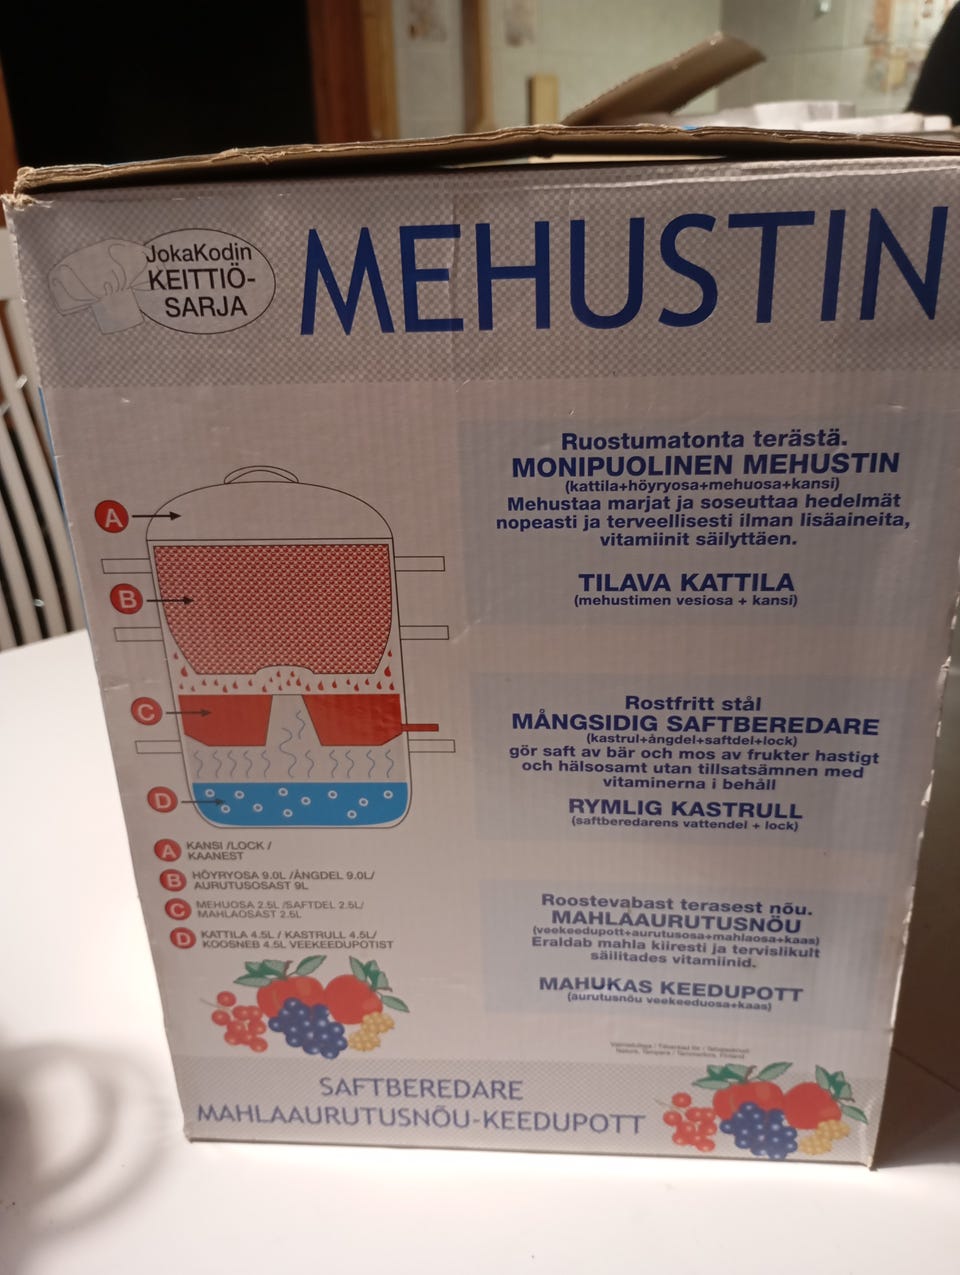 JokaKodin
KEITTIÖ-
SARJA
MEHUSTIN
Ruostumatonta terästä.
MONIPUOLINEN MEHUSTIN
(kattila+höyryosa+mehuosa+kansi)
Mehustaa marjat ja soseuttaa hedelmät
nopeasti ja terveellisesti ilman lisäaineita,
vitamiinit säilyttäen.
TILAVA KATTILA
(mehustimen vesiosa + kansi)
A
B
C
D
Rostfritt stål
MÅNGSIDIG SAFTBEREDARE
(kastrul+ångdel+saftdel+lock)
gör saft av bär och mos av frukter hastigt
och hälsosamt utan tillsatsämnen med
vitaminerna i behåll
RYMLIG KASTRULL
(saftberedarens vattendel + lock)
A KANSI /LOCK /
KAANEST
B HÖYRYOSA 9.0L /ÅNGDEL 9.0L/
AURUTUSOSAST 9L
C MEHUOSA 2.5L /SAFTDEL 2.5L/
MAHLAOSAST 2.5L
D KATTILA 4.5L / KASTRULL 4.5L/
KOOSNEB 4.5L VEEKEEDUPOTIST
Roostevabast terasest nõu.
MAHLAAURUTUSNÕU
(veekeedupott+aurutusosa+mahlaosa+kaas)
Eraldab mahla kiiresti ja tervislikult
säilitades vitamiinid.
MAHUKAS KEEDUPOTT
(aurutusnõu veekeeduosa+kaas)
SAFTBEREDARE
MAHLAAURUTUSNÕU-KEEDUPOTT